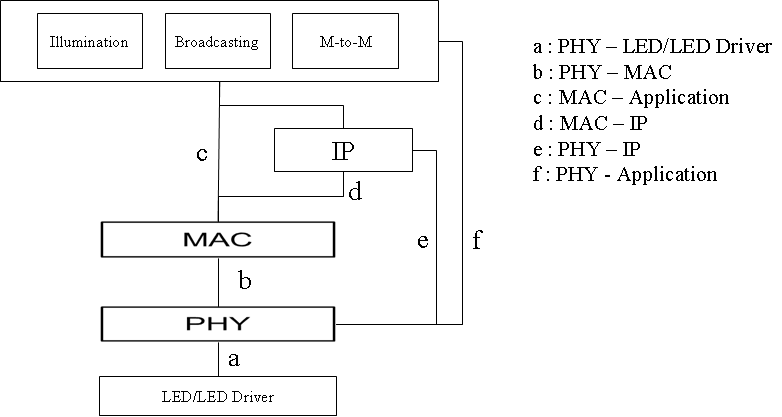 Illumination
Broadcasting
M-to-M
IP
c
d
MAC
e
f
b
PHY
a
LED/LED Driver
a : PHY – LED/LED Driver
b : PHY – MAC
c : MAC – Application
d : MAC – IP
e : PHY – IP
f : PHY - Application